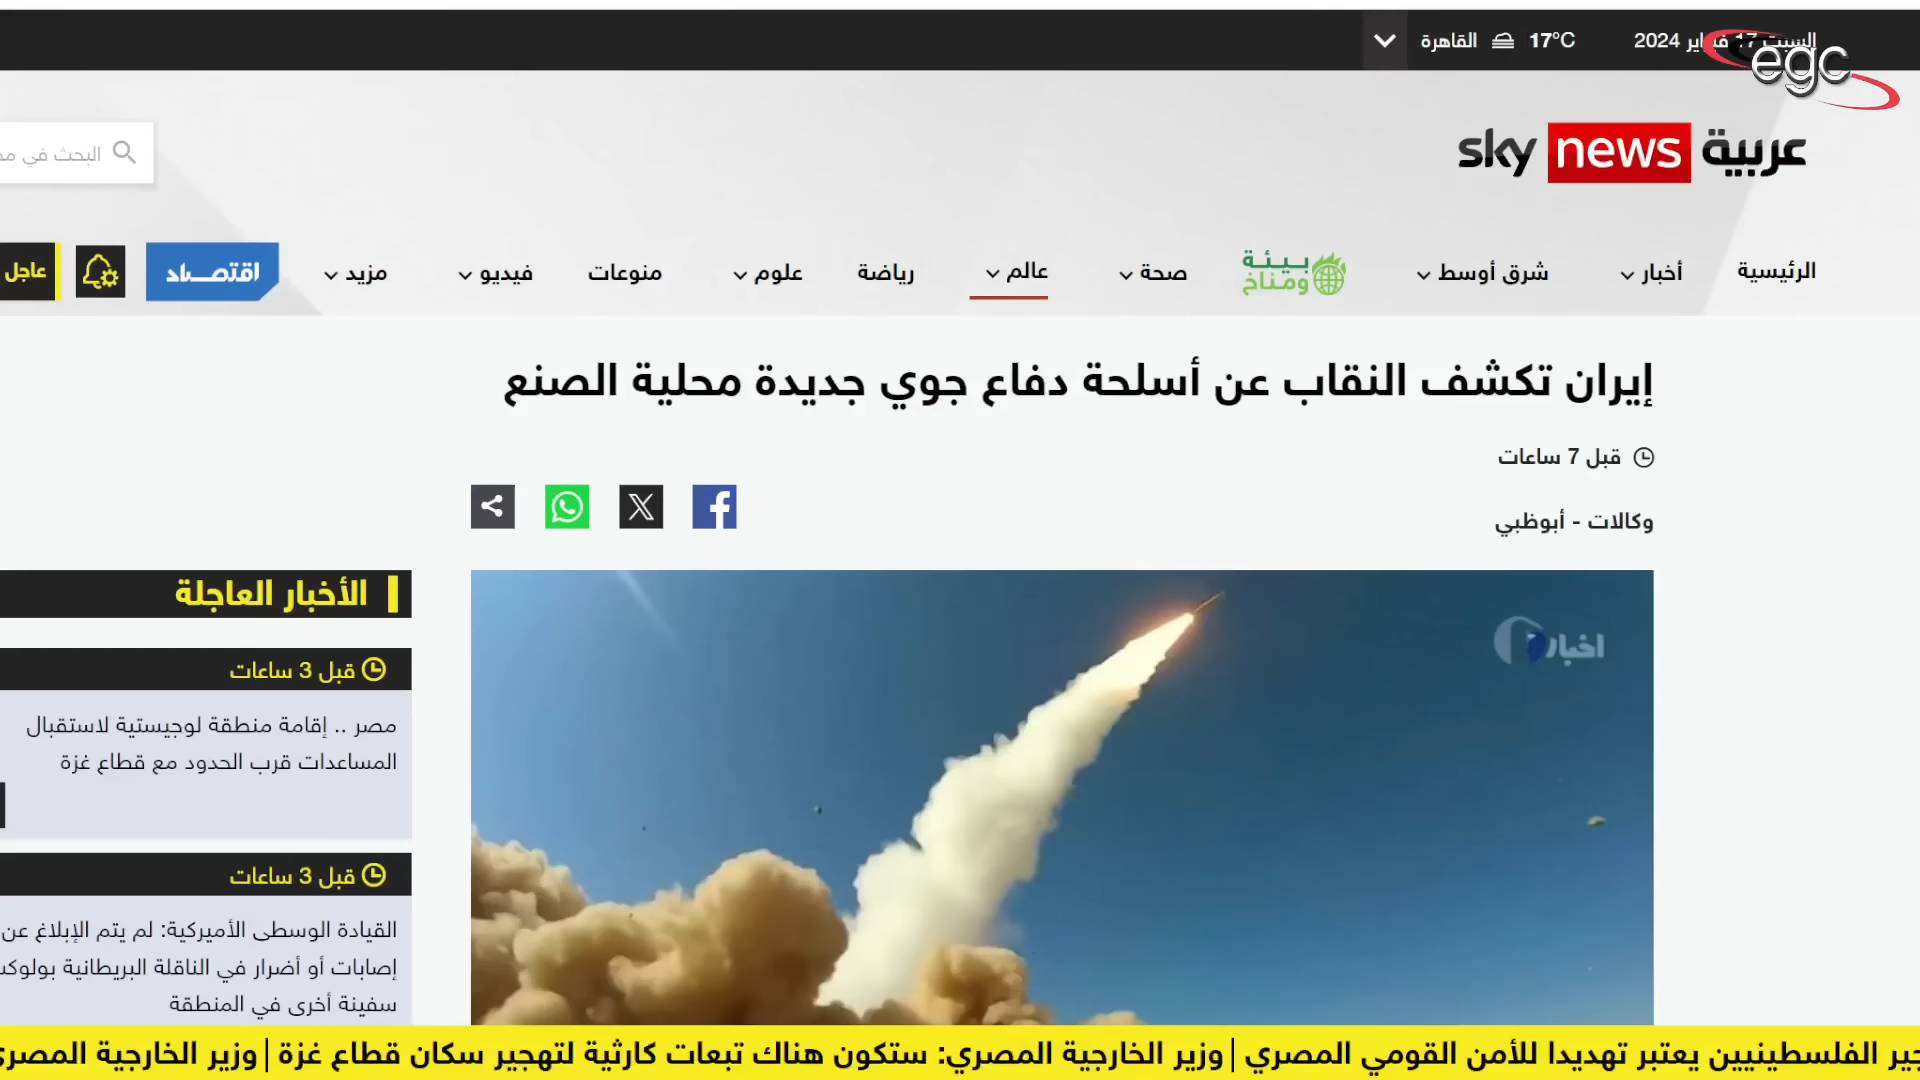 السبت 17 فبراير 2024
17°C القاهرة
egc
sky news عربية
البحث في
الرئيسية
أخبار
شرق أوسط
بيئة ومناخ
صحة
عالم
رياضة
علوم
منوعات
فيديو
مزيد
اقتصاد
عاجل
إيران تكشف النقاب عن أسلحة دفاع جوي جديدة محلية الصنع
قبل 7 ساعات
وكالات - أبوظبي
اخبار
الأخبار العاجلة
قبل 3 ساعات
مصر .. إقامة منطقة لوجيستية لاستقبال
المساعدات قرب الحدود مع قطاع غزة
قبل 3 ساعات
القيادة الوسطى الأميركية: لم يتم الإبلاغ عن
إصابات أو أضرار في الناقلة البريطانية
سفينة أخرى في المنطقة
الفلسطينيين يعتبر تهديدا للأمن القومي المصري | وزير الخارجية المصري: ستكون هناك تبعات كارثية لتهجير سكان قطاع غزة | وزير الخارجية